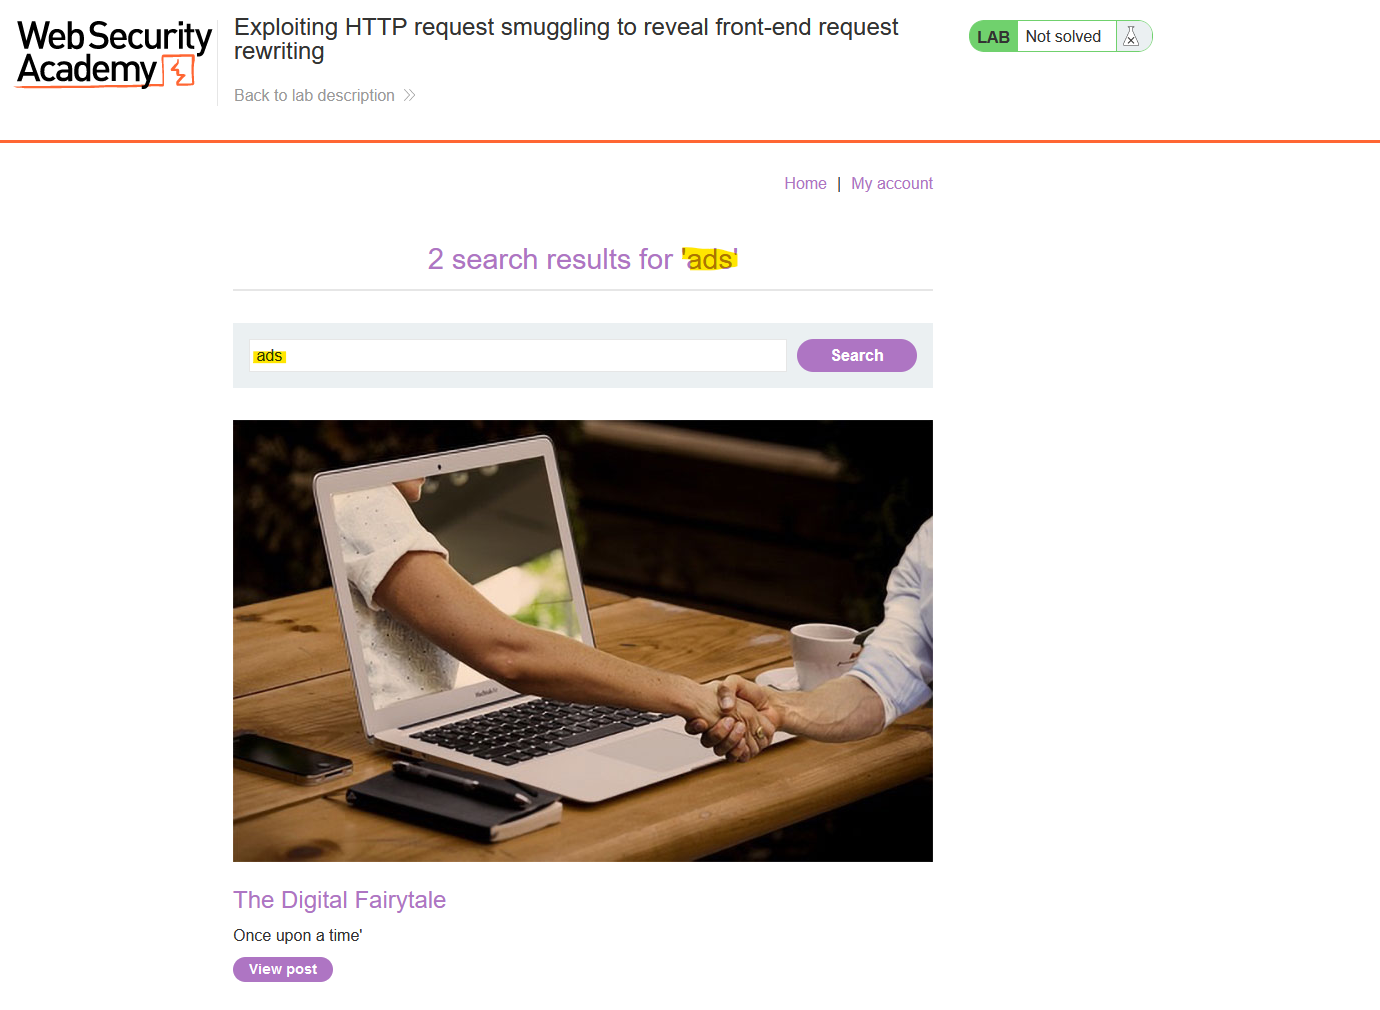 Web Security
Academy
Exploiting HTTP request smuggling to reveal front-end request
rewriting
Back to lab description
LAB Not solved
Home | My account
2 search results for 'ads'
ads
Search
The Digital Fairytale
Once upon a time'
View post